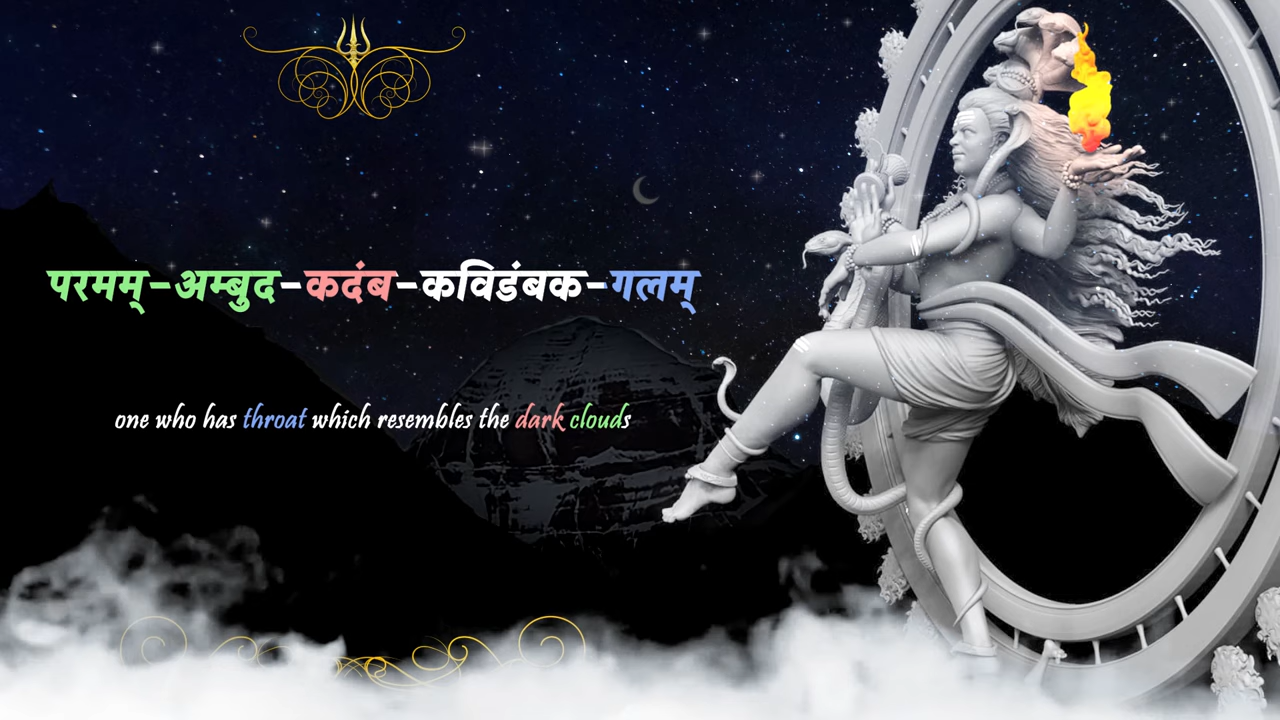 परमम्-अम्बुद-कदंब-कविडंबक-गलम्
one who has throat which resembles the dark clouds